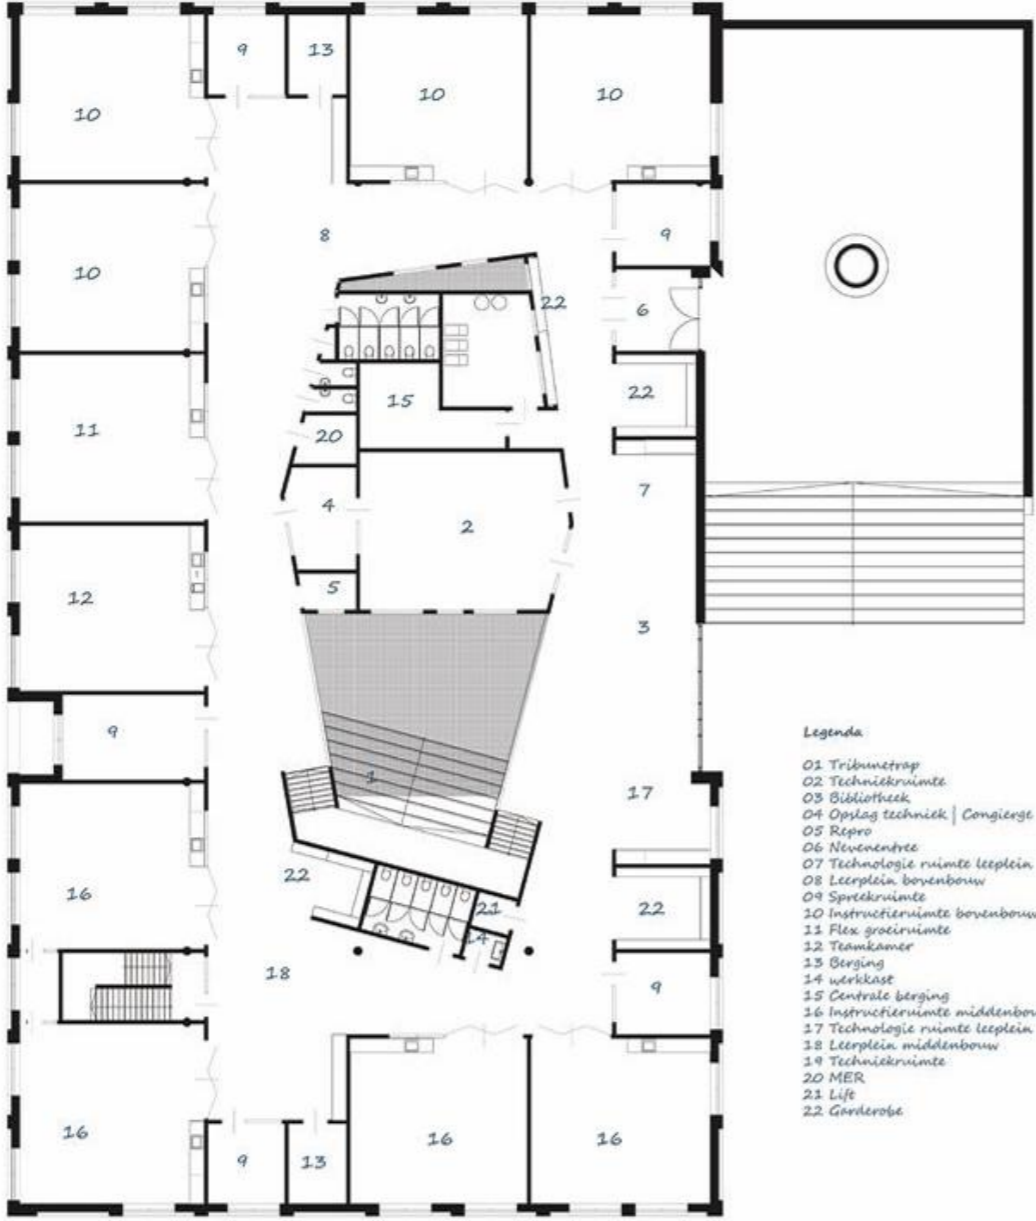 9
13
10
10
10
8
9
10
22
6
15
22
11
20
7
4
2
5
12
3
9
1
17
16
22
21
22
14
18
9
16
9
13
16
16
Legenda
01 Tribunetrap
02 Techniekruimte
03 Bibliotheek
04 Opslag techniek | Congierge
05 Repro
06 Nevenentree
07 Technologie ruimte leeplein
08 Leerplein bovenbouw
09 Spreekruimte
10 Instructieruimte bovenbouw
11 Flex groeiruimte
12 Teamkamer
13 Berging
14 werkkast
15 Centrale berging
16 Instructieruimte middenbou
17 Technologie ruimte leeplein
18 Leerplein middenbouw
19 Techniekruimte
20 MER
21 Lift
22 Garderobe